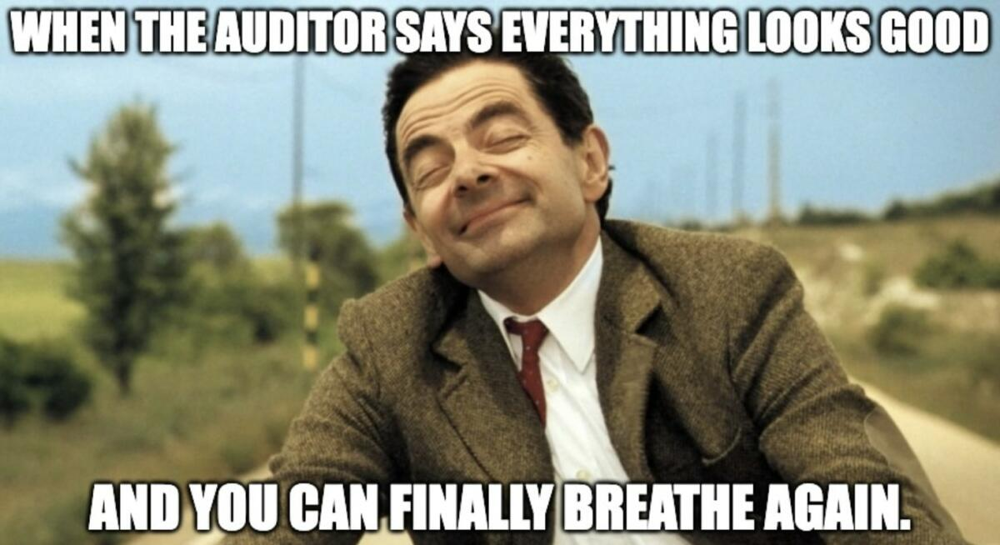 WHEN THE AUDITOR SAYS EVERYTHING LOOKS GOOD
AND YOU CAN FINALLY BREATHE AGAIN.